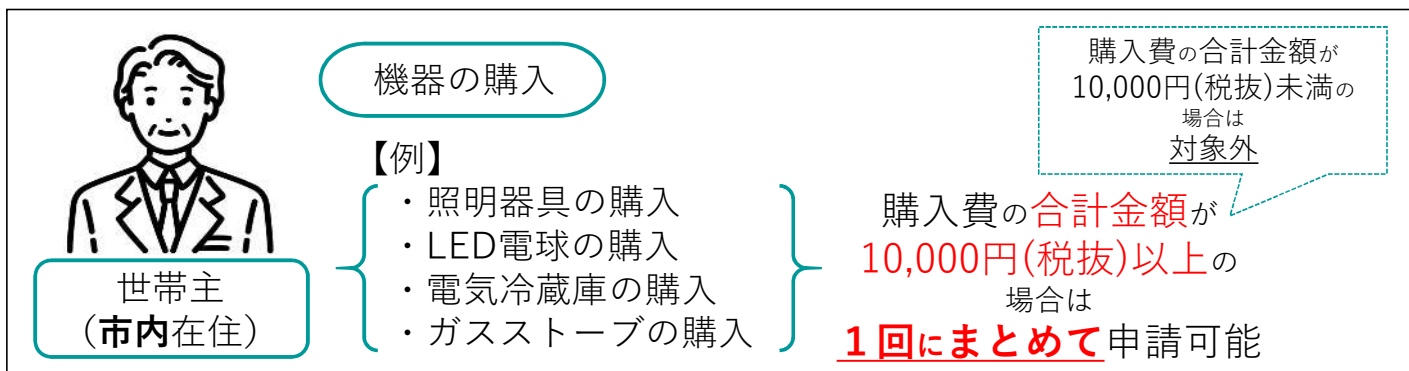 機器の購入
【例】
・照明器具の購入
・LED電球の購入
・電気冷蔵庫の購入
・ガスストーブの購入
世帯主
（市内在住）
購入費の合計金額が
10,000円(税抜)未満の
場合は
対象外
購入費の合計金額が
10,000円(税抜)以上の
場合は
１回にまとめて申請可能